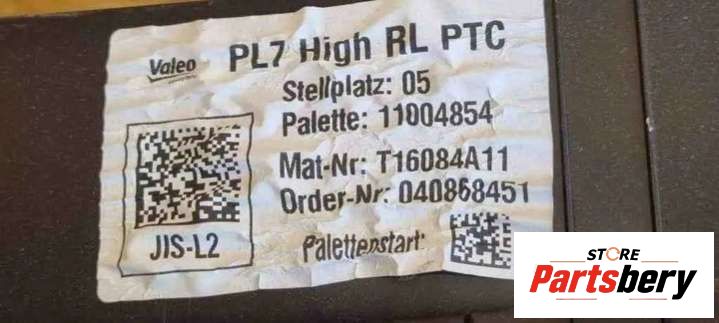 Valeo
PL7 High RL PTC
Stellplatz: 05
Palette: 11004854
Mat-Nr: T16084A11
Order-Nr: 040868451
JIS-L2
Palettenstart:
STORE
Partsbery